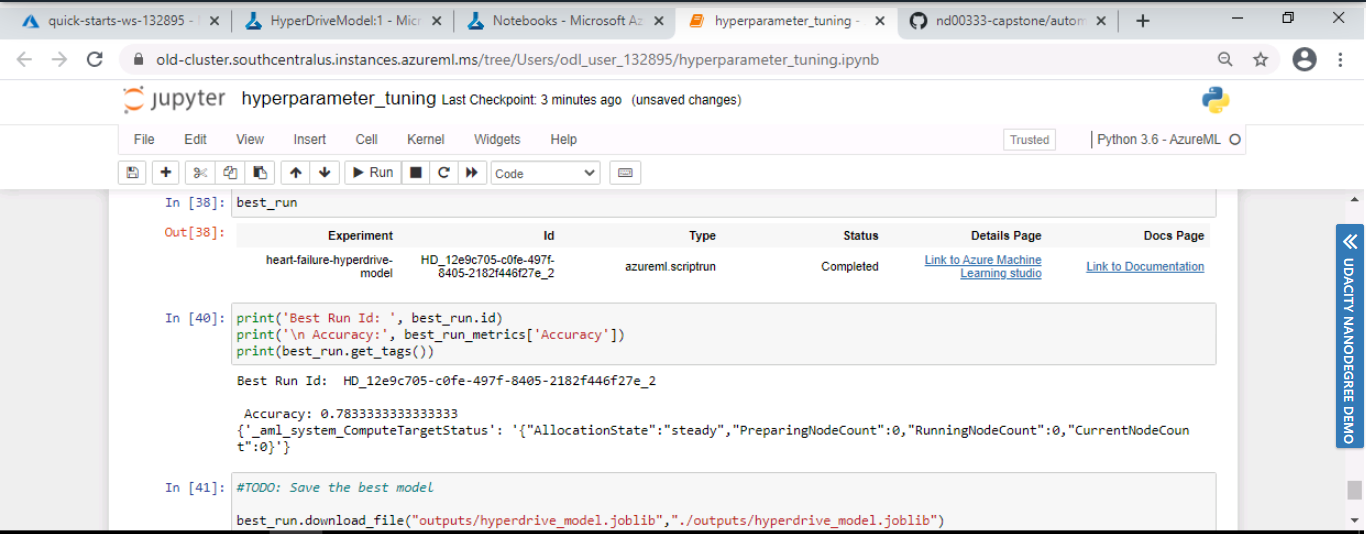 quick-starts-ws-132895 -
HyperDriveModel:1 - Micr
Notebooks - Microsoft Az
hyperparameter_tuning -
nd00333-capstone/autom
old-cluster.southcentralus.instances.azureml.ms/tree/Users/odl_user_132895/hyperparameter_tuning.ipynb
jupyter hyperparameter_tuning Last Checkpoint: 3 minutes ago (unsaved changes)
File Edit View Insert Cell Kernel Widgets Help Trusted Python 3.6 - AzureML
Run Code
In [38]: best_run
Out[38]: Experiment Id Type Status Details Page Docs Page
heart-failure-hyperdrive-model HD_12e9c705-c0fe-497f-8405-2182f446f27e_2 azureml.scriptrun Completed Link to Azure Machine Learning studio Link to Documentation
In [40]: print('Best Run Id: ', best_run.id)
print('\n Accuracy:', best_run_metrics['Accuracy'])
print(best_run.get_tags())
Best Run Id:  HD_12e9c705-c0fe-497f-8405-2182f446f27e_2
Accuracy: 0.7833333333333333
{'_aml_system_ComputeTargetStatus': '{"AllocationState":"steady","PreparingNodeCount":0,"RunningNodeCount":0,"CurrentNodeCoun
t":0}'}
In [41]: #TODO: Save the best model
best_run.download_file("outputs/hyperdrive_model.joblib","./outputs/hyperdrive_model.joblib")
UDACITY NANODEGREE DEMO